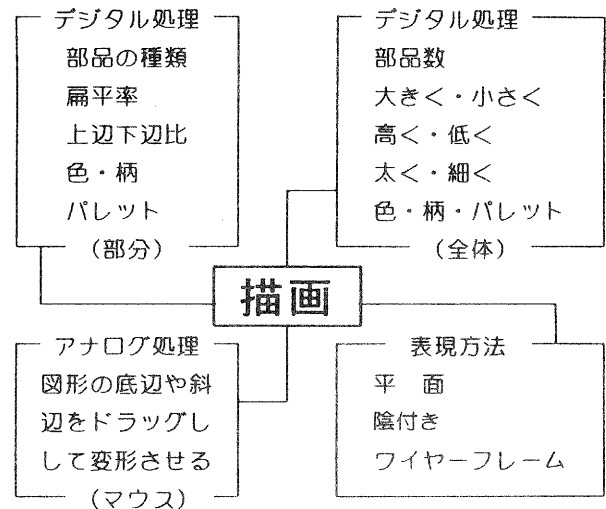 デジタル処理
部品の種類
扁平率
上辺下辺比
色・柄
パレット
(部分)
デジタル処理
部品数
大きく・小さく
高く・低く
太く・細く
色・柄・パレット
(全体)
描画
アナログ処理
図形の底辺や斜
辺をドラッグし
して変形させる
(マウス)
表現方法
平　面
陰付き
ワイヤーフレーム